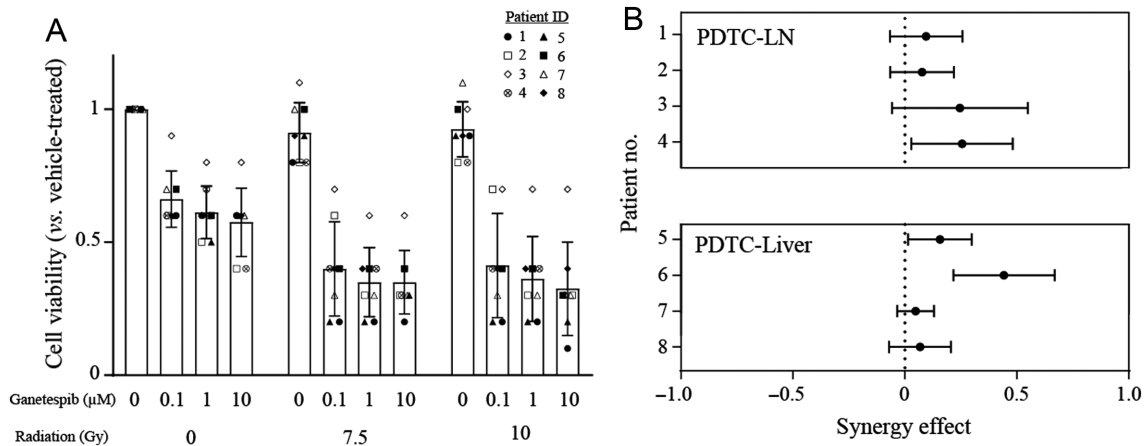 A
Patient ID
1 5
2 6
3 7
4 8
Cell viability (vs. vehicle-treated)
1
0.5
0
Ganetespib (μM) 0 0.1 1 10 0 0.1 1 10 0 0.1 1 10
Radiation (Gy) 0 7.5 10
B
PDTC-LN
1
2
3
4
Patient no.
PDTC-Liver
5
6
7
8
-1.0 -0.5 0 0.5 1.0
Synergy effect